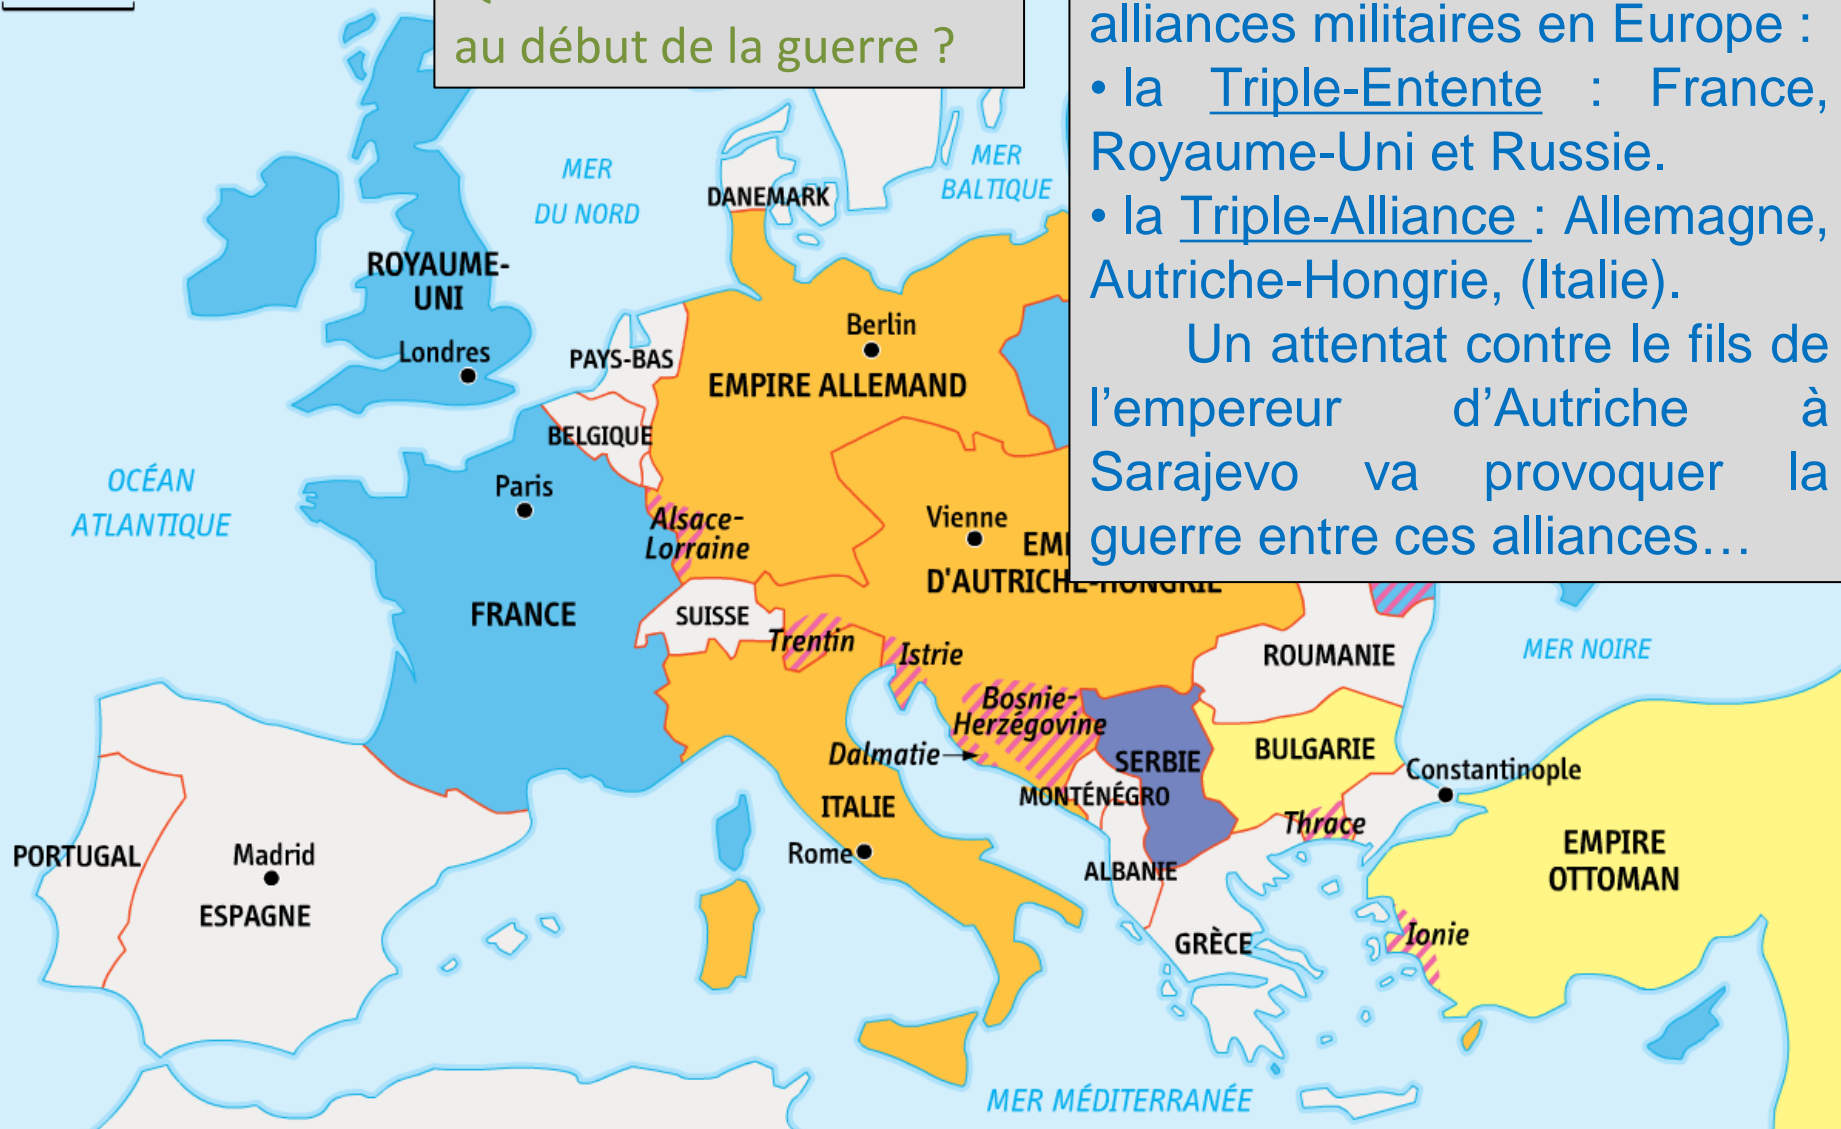 au début de la guerre ?
alliances militaires en Europe :
• la Triple-Entente : France,
Royaume-Uni et Russie.
• la Triple-Alliance : Allemagne,
Autriche-Hongrie, (Italie).
Un attentat contre le fils de
l’empereur d’Autriche à
Sarajevo va provoquer la
guerre entre ces alliances…
MER
DU NORD
MER
BALTIQUE
DANEMARK
ROYAUME-
UNI
Londres
PAYS-BAS
Berlin
EMPIRE ALLEMAND
BELGIQUE
OCÉAN
ATLANTIQUE
Paris
Alsace-
Lorraine
Vienne
EM
D'AUTRICHE-HONGRIE
FRANCE
SUISSE
Trentin
Istrie
ROUMANIE
MER NOIRE
Bosnie-
Herzégovine
Dalmatie
SERBIE
BULGARIE
Constantinople
MONTÉNÉGRO
ITALIE
Thrace
Rome
PORTUGAL
Madrid
ESPAGNE
ALBANIE
EMPIRE
OTTOMAN
GRÈCE
Ionie
MER MÉDITERRANÉE